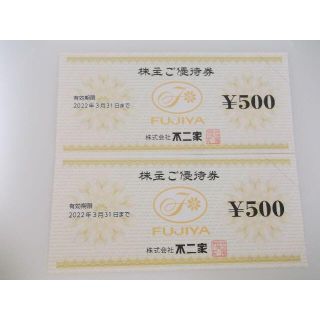 株主ご優待券
有効期限
2022年3月31日まで
F
FUJIYA
¥500
株式会社 不二家
株主ご優待券
有効期限
2022年3月31日まで
F
FUJIYA
¥500
株式会社 不二家